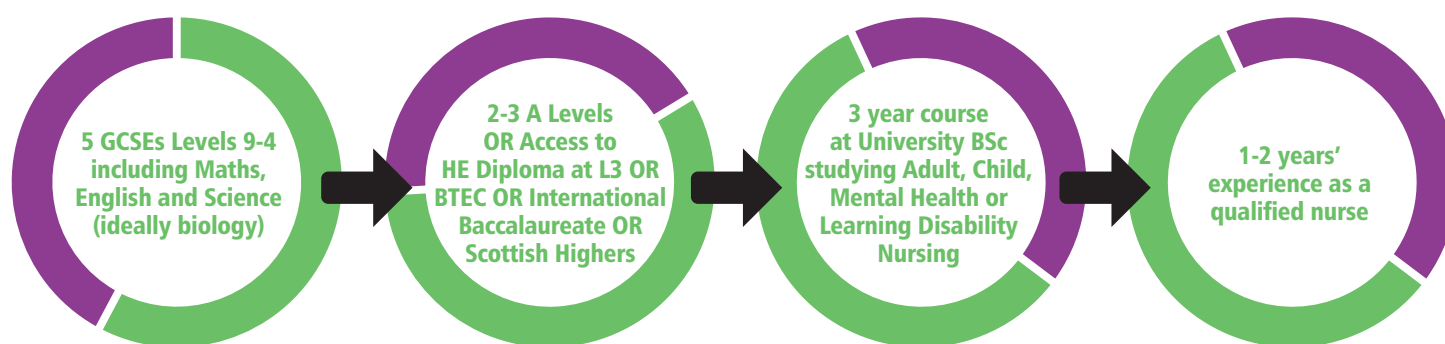 5 GCSEs Levels 9-4
including Maths,
English and Science
(ideally biology)
2-3 A Levels
OR Access to
HE Diploma at L3 OR
BTEC OR International
Baccalaureate OR
Scottish Highers
3 year course
at University BSc
studying Adult, Child,
Mental Health or
Learning Disability
Nursing
1-2 years’
experience as a
qualified nurse